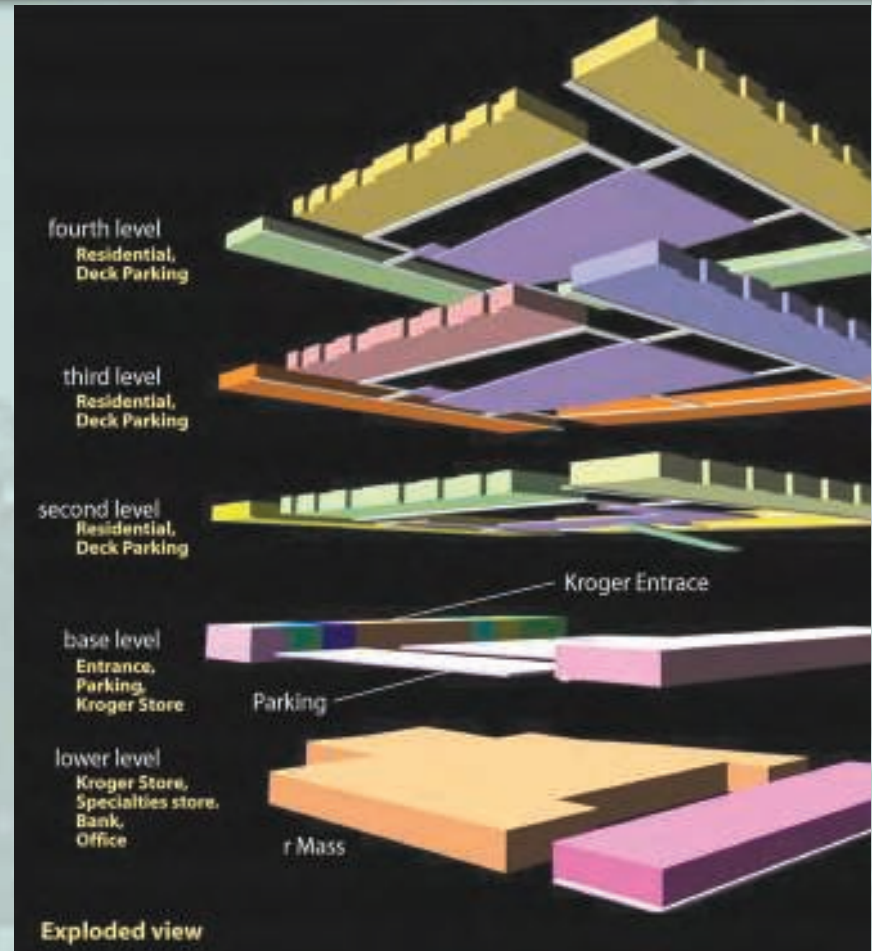 fourth level
Residential,
Deck Parking
third level
Residential,
Deck Parking
second level
Residential,
Deck Parking
Kroger Entrace
base level
Entrance,
Parking,
Kroger Store
Parking
lower level
Kroger Store,
Specialties store,
Bank,
Office
r Mass
Exploded view